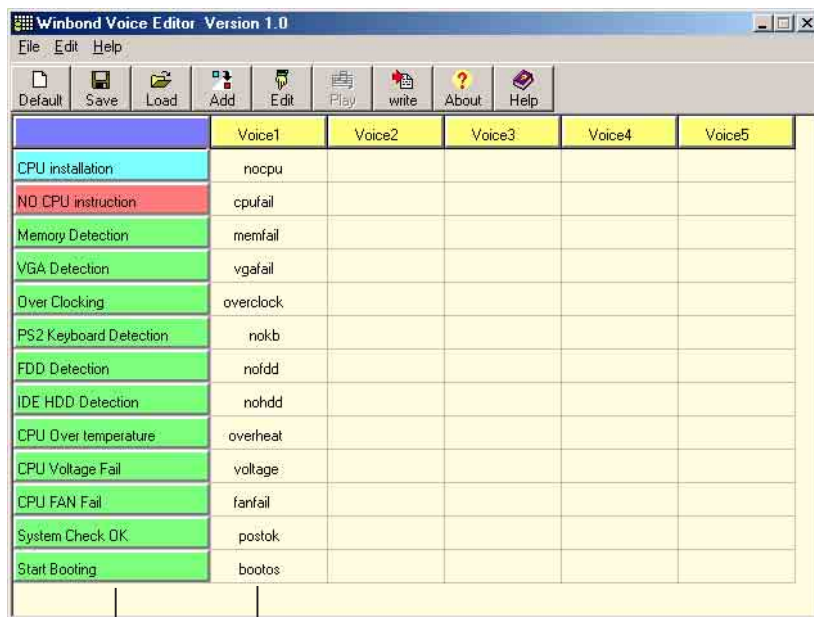 Winbond Voice Editor Version 1.0
File Edit Help
Default Save Load Add Edit Play write About Help
Voice1 Voice2 Voice3 Voice4 Voice5
CPU installation nocpu
NO CPU instruction cpufail
Memory Detection memfail
VGA Detection vgafail
Over Clocking overclock
PS2 Keyboard Detection nokb
FDD Detection nofdd
IDE HDD Detection nohdd
CPU Over temperature overheat
CPU Voltage Fail voltage
CPU FAN Fail fanfail
System Check OK postok
Start Booting bootos